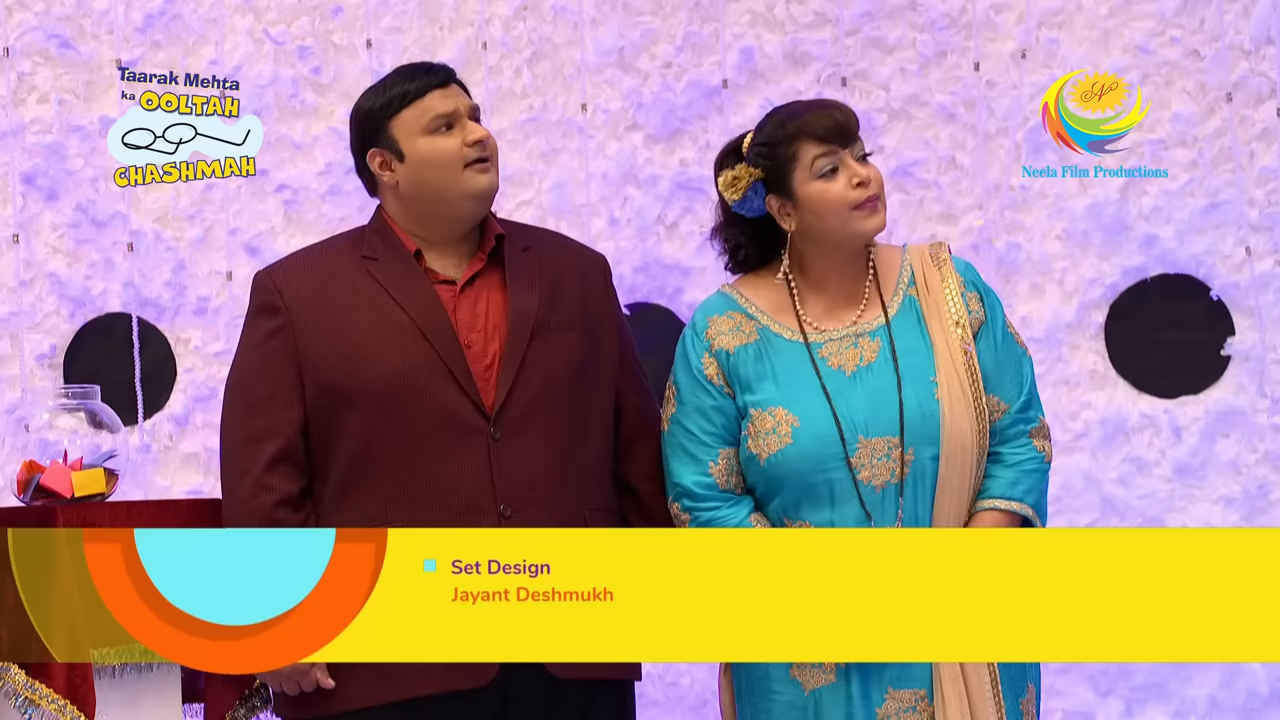 Taarak Mehta
ka OOLTAH
CHASHMAH
Neela Film Productions
Set Design
Jayant Deshmukh